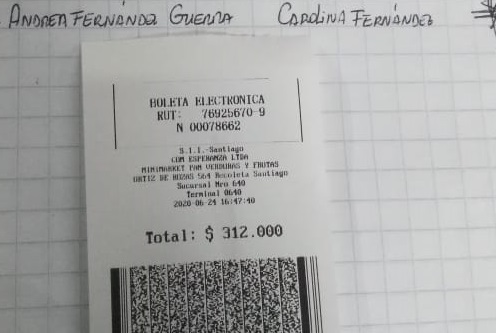 ANDREA FERNÁNDEZ GUERRA CAROLINA FERNÁNDEZ
BOLETA ELECTRONICA
RUT: 76925670-9
N 00078662
S.I.I.-Santiago
COM ESPERANZA LTDA
MINIMARKET PAN VERDURAS Y FRUTAS
ORTIZ DE ROZAS 564 Recoleta Santiago
Sucursal Nro 640
Terminal 0640
2020-06-24 16:47:40
Total: $ 312.000